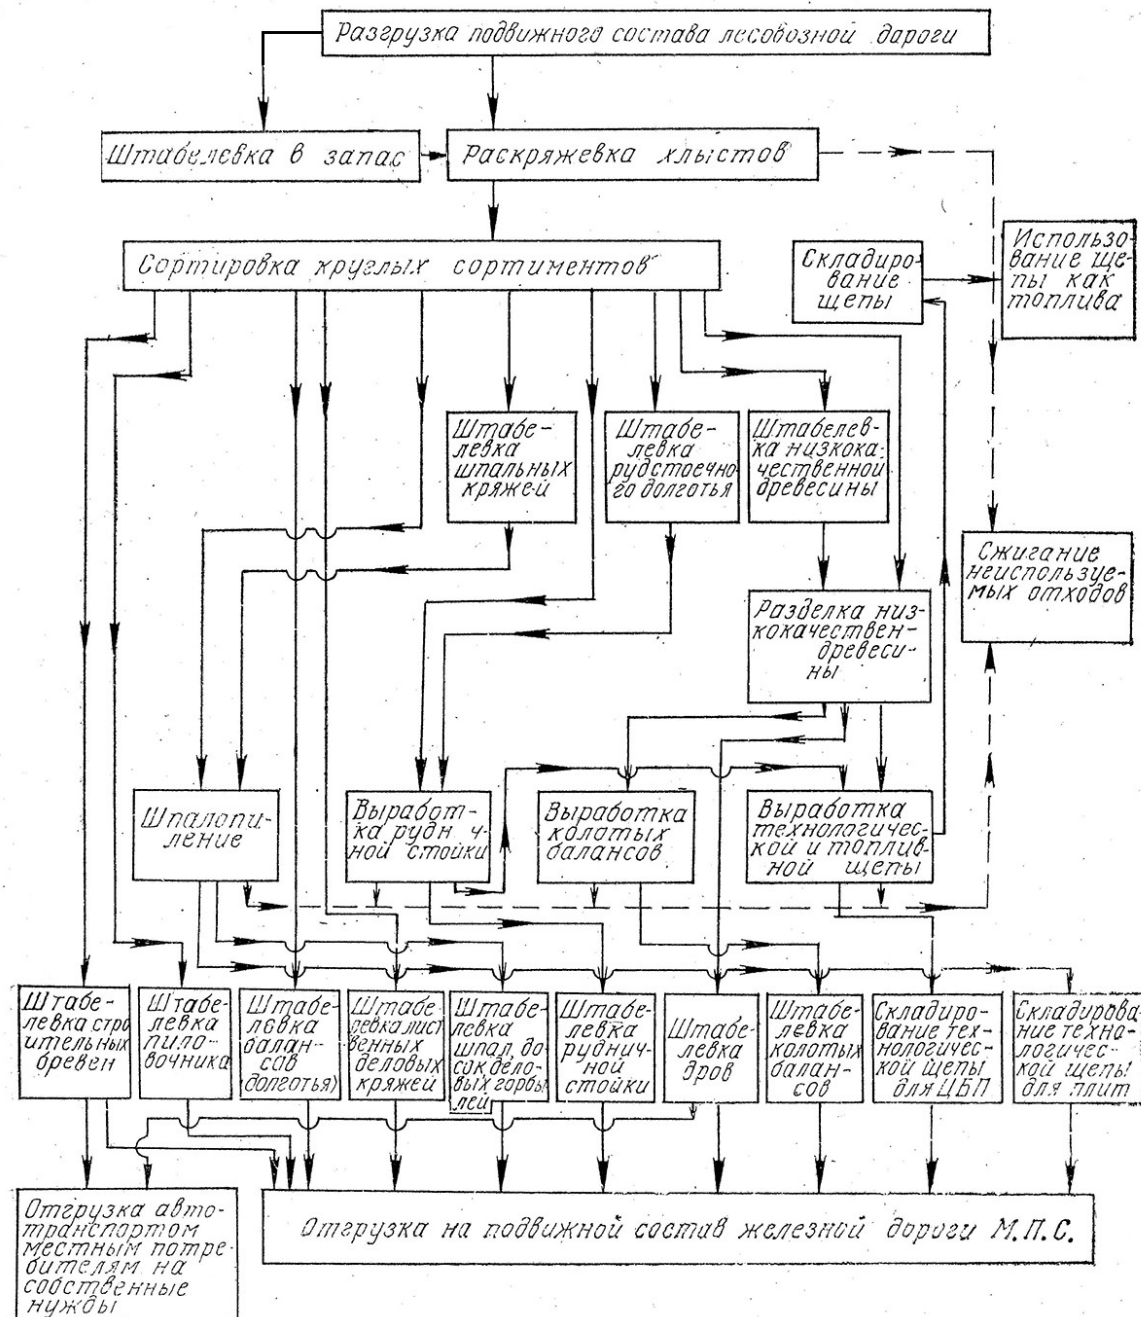 Разгрузка подвижного состава лесовозной дороги
Штабелевка в запас
Раскряжевка хлыстов
Сортировка круглых сортиментов
Складиро-
вание
щепы
Использо-
вание ще-
пы как
топлива
Штабе-
левка
шпальных
кряжей
Штабе-
левка
рудстоечно
го долготья
Штабелев-
ка низкока-
чественной
древесины
Сжигание
неиспользуе-
мых отходов
Разделка низ-
кокачествен-
древеси-
ны
Шпалопи-
ление
Выработ-
ка рудн ч-
ной стойки
Выработка
колотых
балансов
Выработка
технологичес-
кой и топлив-
ной щепы
Штабе-
левка стро
ительных
бревен
Штабе-
левка
пило-
вочника
Штабе-
левка
балан-
сов
долготья)
Штабе-
левка лист
венных
деловых
кряжей
Штабе-
левка
шпал, до
сок дело-
вых горбы
лей
Штабе-
левка
руднич-
ной
стойки
Штабе-
левка
дров
Штабе-
левка
колотых
балан-
сов
Складиро-
вание тех-
нологичес-
кой щепы
для ЦБП
Складирова-
ние техно-
логичес-
кой щепы
для плит
Отгрузка авто-
транспортом
местным потре-
бителям на
собственные
нужды
Отгрузка на подвижной состав железной дороги М.П.С.